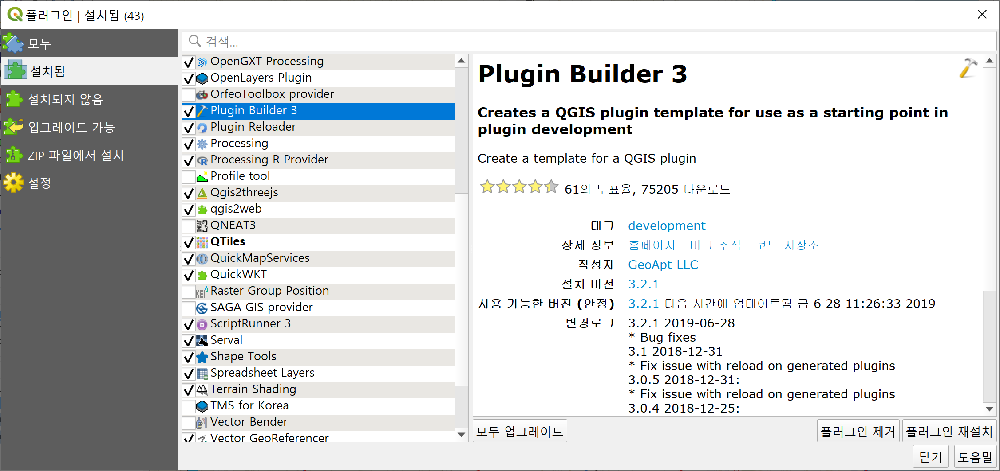 플러그인 | 설치됨 (43)
모두
설치됨
설치되지 않음
업그레이드 가능
ZIP 파일에서 설치
설정
검색...
OpenGXT Processing
OpenLayers Plugin
OrfeoToolbox provider
Plugin Builder 3
Plugin Reloader
Processing
Processing R Provider
Profile tool
Qgis2threejs
qgis2web
QNEAT3
QTiles
QuickMapServices
QuickWKT
Raster Group Position
SAGA GIS provider
ScriptRunner 3
Serval
Shape Tools
Spreadsheet Layers
Terrain Shading
TMS for Korea
Vector Bender
Vector GeoReferencer
Plugin Builder 3
Creates a QGIS plugin template for use as a starting point in
plugin development
Create a template for a QGIS plugin
61의 투표율, 75205 다운로드
태그 development
상세 정보 홈페이지 버그 추적 코드 저장소
작성자 GeoApt LLC
설치 버전 3.2.1
사용 가능한 버전 (안정) 3.2.1 다음 시간에 업데이트됨 금 6 28 11:26:33 2019
변경로그 3.2.1 2019-06-28
* Bug fixes
3.1 2018-12-31
* Fix issue with reload on generated plugins
3.0.5 2018-12-31:
* Fix issue with reload on generated plugins
3.0.4 2018-12-25:
모두 업그레이드
플러그인 제거
플러그인 재설치
닫기
도움말